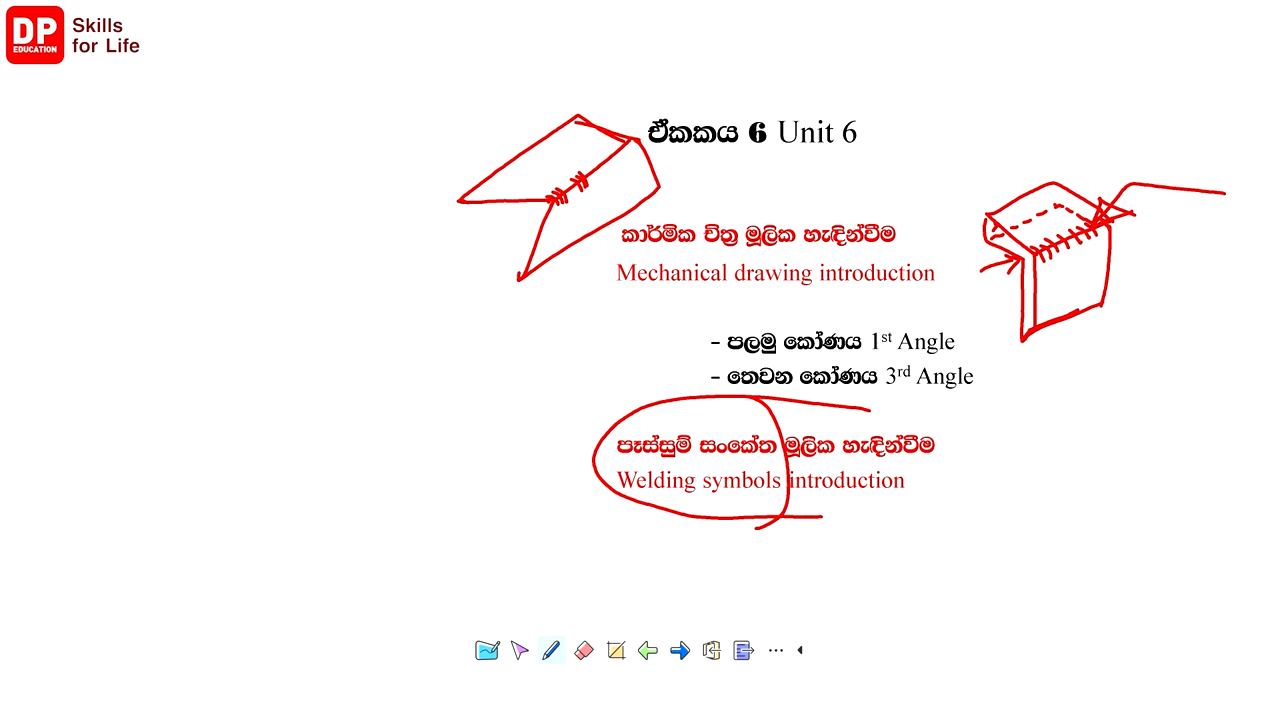 DP
EDUCATION
Skills
for Life
ඒකකය 6 Unit 6
කාර්මික චිත්‍ර මූලික හැඳින්වීම
Mechanical drawing introduction
– පලමු කෝණය 1st Angle
– තෙවන කෝණය 3rd Angle
පෑස්සුම් සංකේත මූලික හැඳින්වීම
Welding symbols introduction